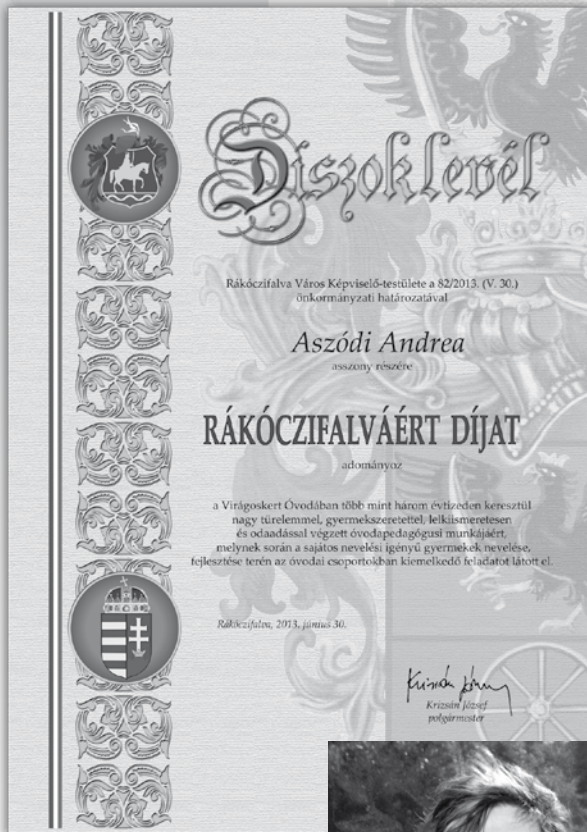 Díszoklevél
Rákóczifalva Város Képviselő-testülete a 82/2013. (V. 30.)
önkormányzati határozatával
Aszódi Andrea
asszony részére
RÁKÓCZIFALVÁÉRT DÍJAT
adományoz
a Virágoskert Óvodában több mint három évtizeden keresztül
nagy türelemmel, gyermekszeretettel, lelkiismeretesen
és odaadással végzett óvodapedagógusi munkájáért,
melynek során a sajátos nevelési igényű gyermekek nevelése,
fejlesztése terén az óvodai csoportokban kiemelkedő feladatot látott el.
Rákóczifalva, 2013. június 30.
Krizsán József
Krizsán József
polgármester